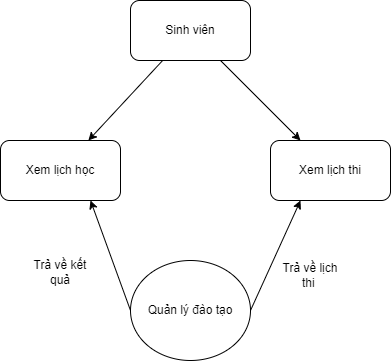 Sinh viên
Xem lịch học
Xem lịch thi
Trả về kết
quả
Trả về lịch
thi
Quản lý đào tạo